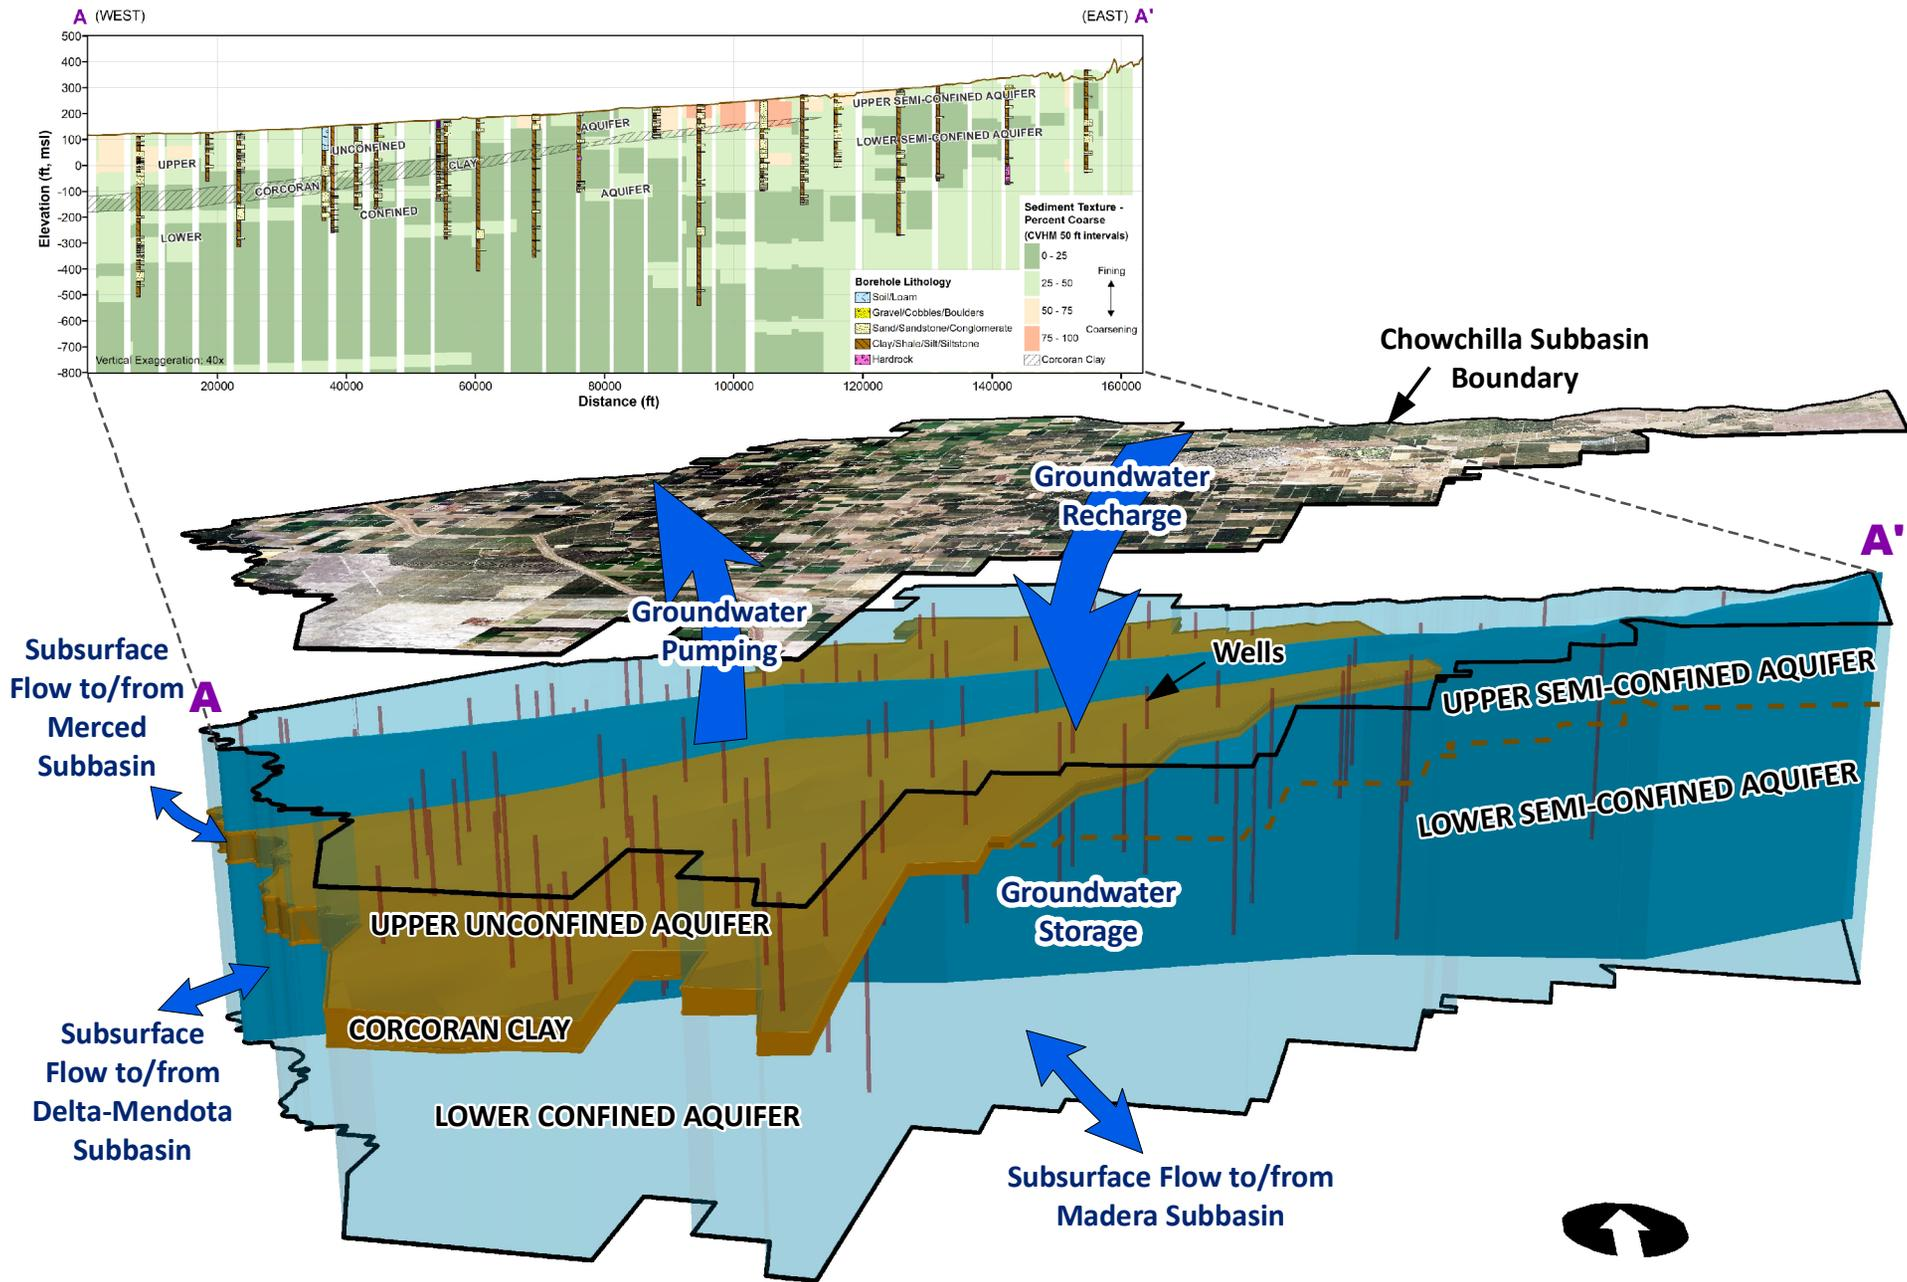 A (WEST)
(EAST) A'
500
400
300
200
100
0
-100
-200
-300
-400
-500
-600
-700
-800
Elevation (ft, msl)
UPPER
UNCONFINED
AQUIFER
UPPER SEMI-CONFINED AQUIFER
LOWER SEMI-CONFINED AQUIFER
CORCORAN
CLAY
LOWER
CONFINED
AQUIFER
Vertical Exaggeration: 40x
Borehole Lithology
Soil/Loam
Gravel/Cobbles/Boulders
Sand/Sandstone/Conglomerate
Clay/Shale/Silt/Siltstone
Hardrock
Sediment Texture -
Percent Coarse
(CVHM 50 ft intervals)
0 - 25
25 - 50
50 - 75
75 - 100
Fining
Coarsening
Corcoran Clay
20000
40000
60000
80000
100000
120000
140000
160000
Distance (ft)
Chowchilla Subbasin
Boundary
Groundwater
Recharge
A'
Groundwater
Pumping
Wells
Subsurface
Flow to/from
Merced
Subbasin
A
UPPER SEMI-CONFINED AQUIFER
LOWER SEMI-CONFINED AQUIFER
Groundwater
Storage
UPPER UNCONFINED AQUIFER
CORCORAN CLAY
Subsurface
Flow to/from
Delta-Mendota
Subbasin
LOWER CONFINED AQUIFER
Subsurface Flow to/from
Madera Subbasin